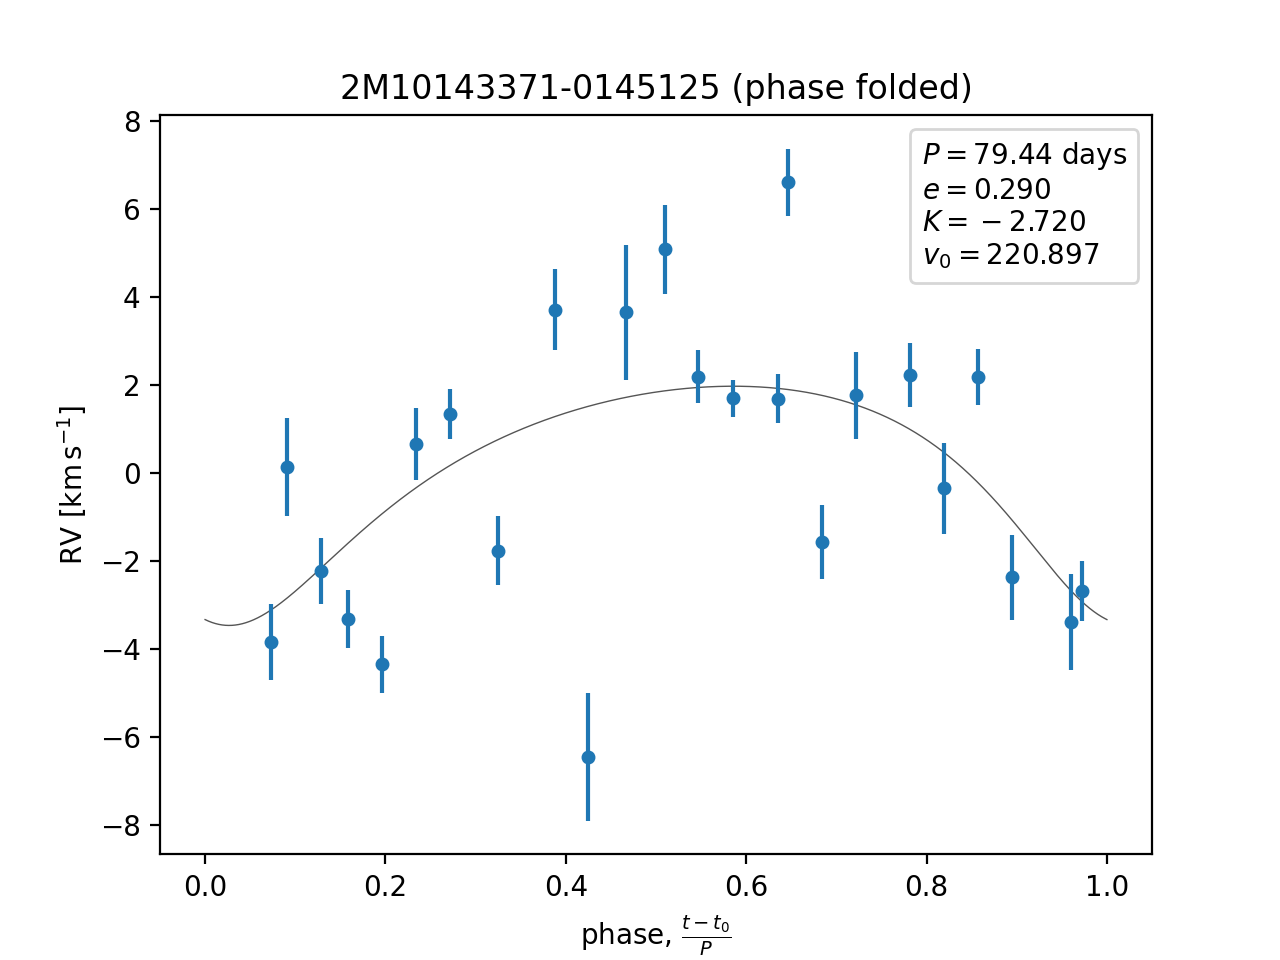 2M10143371-0145125 (phase folded)
P = 79.44 days
e = 0.290
K = −2.720
v₀ = 220.897
RV [km s⁻¹]
8
6
4
2
0
−2
−4
−6
−8
0.0 0.2 0.4 0.6 0.8 1.0
phase, (t − t₀)/P